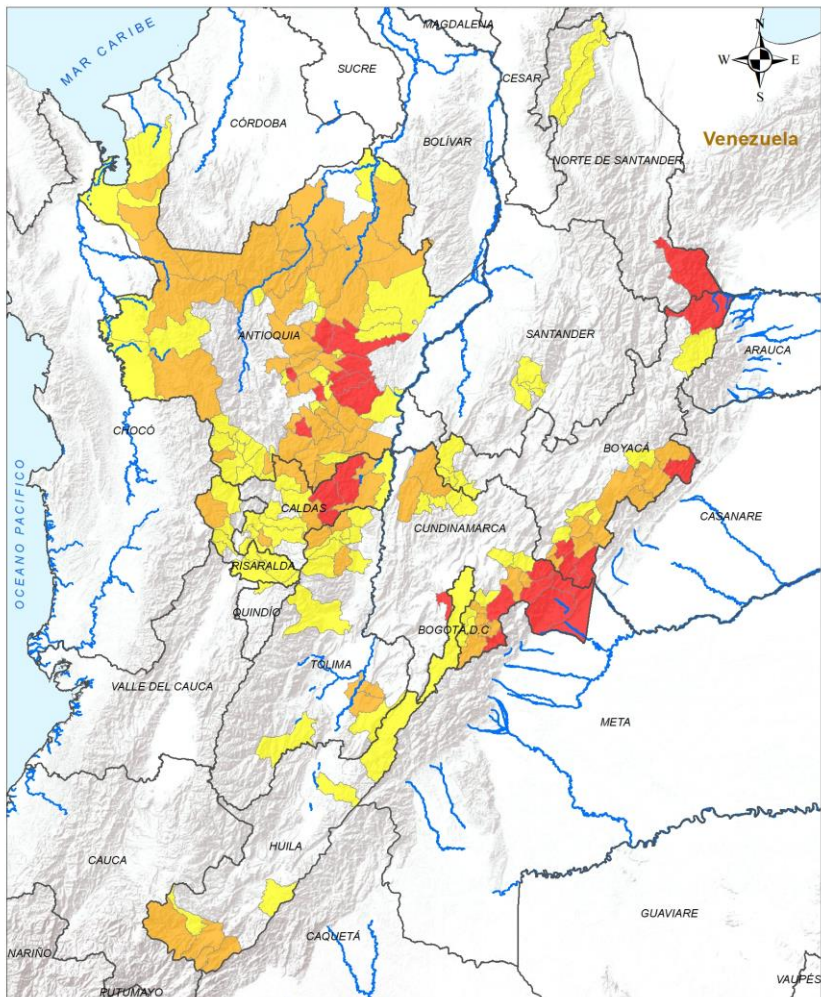 MAGDALENA
N
MAR CARIBE
SUCRE
CESAR
W
E
S
CÓRDOBA
BOLÍVAR
Venezuela
NORTE DE SANTANDER
ANTIOQUIA
SANTANDER
ARAUCA
CHOCÓ
BOYACÁ
CALDAS
CUNDINAMARCA
CASANARE
OCEANO PACIFICO
RISARALDA
QUINDÍO
BOGOTÁ D.C
TOLIMA
VALLE DEL CAUCA
META
HUILA
CAUCA
GUAVIARE
CAQUETÁ
NARIÑO
PUTUMAYO
VAUPÉS